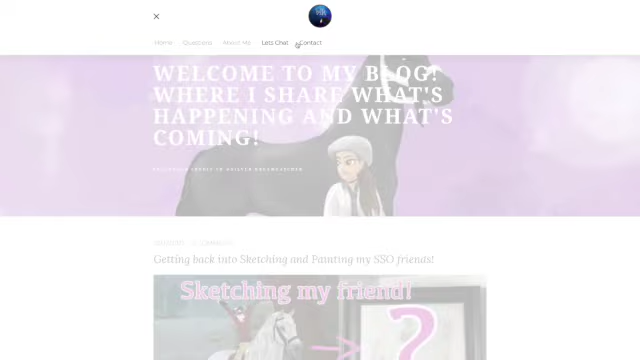 Home Questions About Me Lets Chat Contact
WELCOME TO MY BLOG!
WHERE I SHARE WHAT'S
HAPPENING AND WHAT'S
COMING!
Getting back into Sketching and Painting my SSO friends!
Sketching my friend!
?